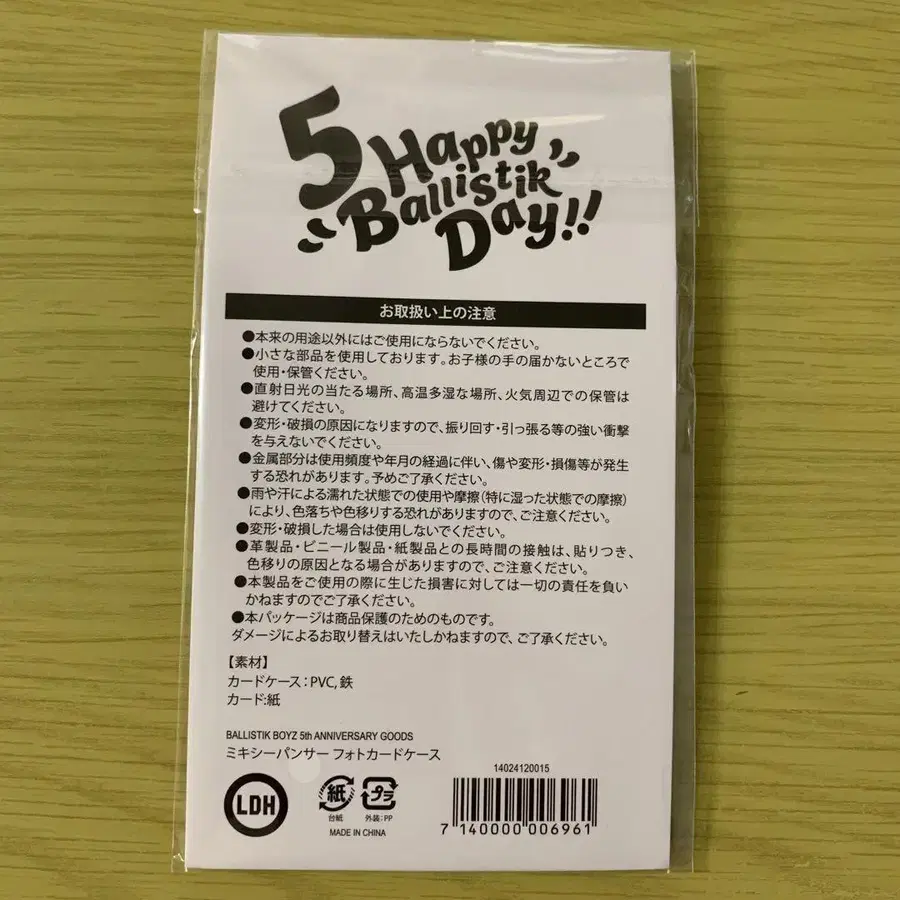 5 Happy
Ballistik
Day!!
お取扱い上の注意
●本来の用途以外にはご使用にならないでください。
●小さな部品を使用しております。お子様の手の届かないところで
使用・保管ください。
●直射日光の当たる場所、高温多湿な場所、火気周辺での保管は
避けてください。
●変形・破損の原因になりますので、振り回す・引っ張る等の強い衝撃
を与えないでください。
●金属部分は使用頻度や年月の経過に伴い、傷や変形・損傷等が発生
する恐れがあります。予めご了承ください。
●雨や汗による濡れた状態での使用や摩擦(特に湿った状態での摩擦)
により、色落ちや色移りする恐れがありますので、ご注意ください。
●変形・破損した場合は使用しないでください。
●革製品・ビニール製品・紙製品との長時間の接触は、貼りつき、
色移りの原因となる場合がありますので、ご注意ください。
●本製品をご使用の際に生じた損害に対しては一切の責任を負い
かねますのでご了承ください。
●本パッケージは商品保護のためのものです。
ダメージによるお取り替えはいたしかねますので、ご了承ください。
【素材】
カードケース:PVC, 鉄
カード:紙
BALLISTIK BOYZ 5th ANNIVERSARY GOODS
ミキシーパンサー フォトカードケース
LDH
紙
台紙
プラ
外装:PP
MADE IN CHINA
14024120015
7 140000 006961